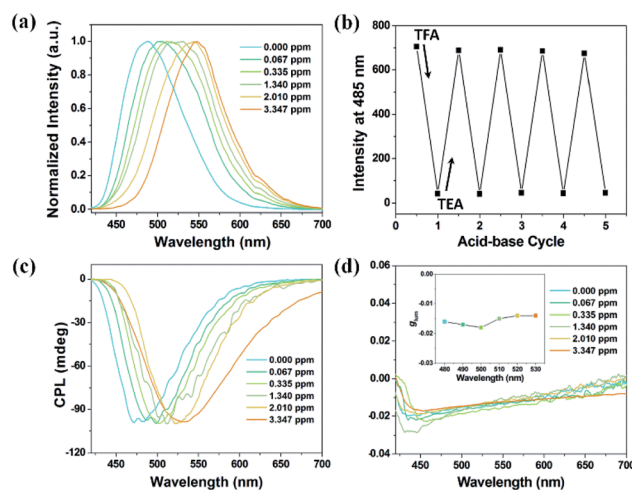 (a)
Normalized Intensity (a.u.)
1.0
0.8
0.6
0.4
0.2
0.0
0.000 ppm
0.067 ppm
0.335 ppm
1.340 ppm
2.010 ppm
3.347 ppm
450 500 550 600 650 700
Wavelength (nm)
(b)
Intensity at 485 nm
800
600
400
200
0
TFA
TEA
0 1 2 3 4 5
Acid-base Cycle
(c)
CPL (mdeg)
0
-30
-60
-90
-120
0.000 ppm
0.067 ppm
0.335 ppm
1.340 ppm
2.010 ppm
3.347 ppm
450 500 550 600 650 700
Wavelength (nm)
(d)
0.06
0.04
0.02
0.00
-0.02
0.04
glum
0.00
-0.01
-0.02
-0.03
480 490 500 510 520 530
Wavelength (nm)
0.000 ppm
0.067 ppm
0.335 ppm
1.340 ppm
2.010 ppm
3.347 ppm
450 500 550 600 650 700
Wavelength (nm)